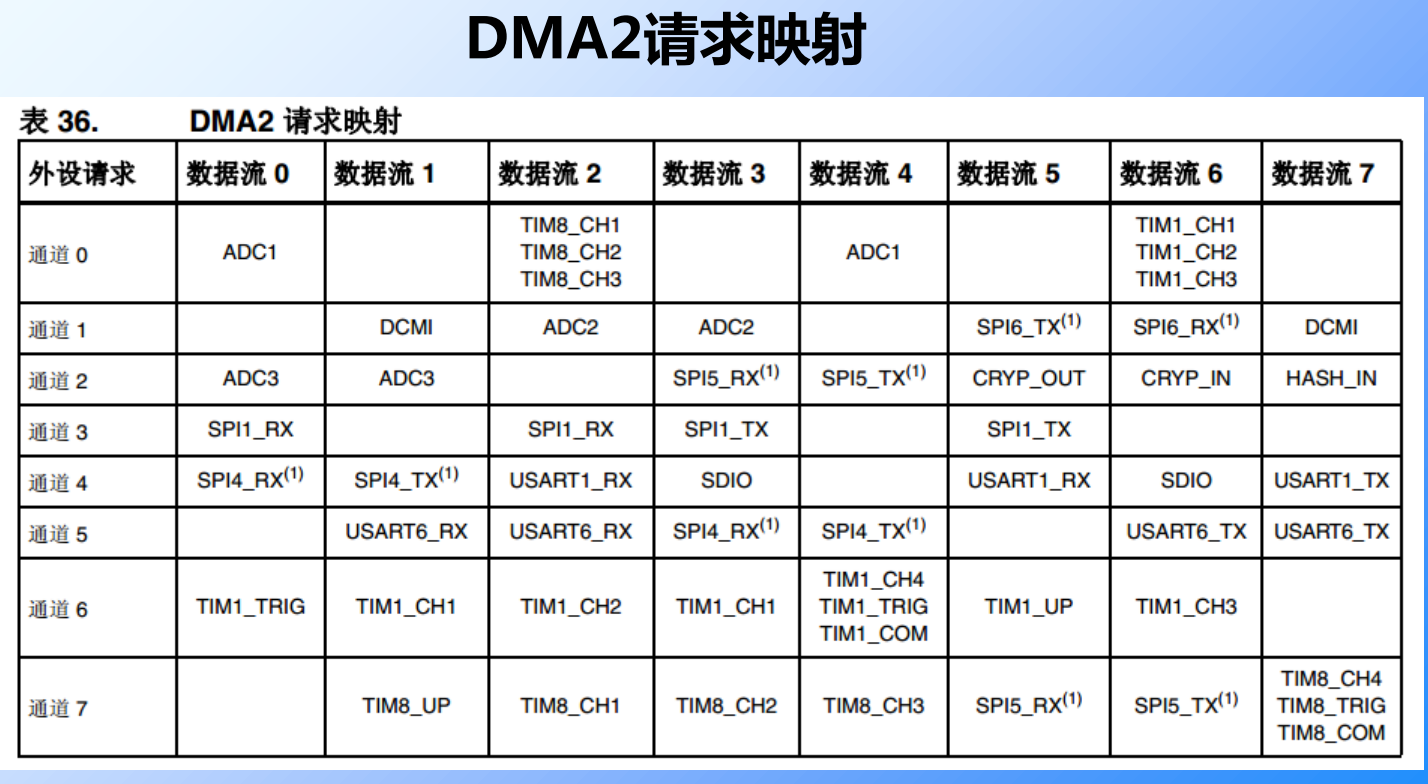 DMA2请求映射
表 36. DMA2 请求映射
外设请求 数据流 0 数据流 1 数据流 2 数据流 3 数据流 4 数据流 5 数据流 6 数据流 7
通道 0 ADC1 TIM8_CH1 TIM8_CH2 TIM8_CH3 ADC1 TIM1_CH1 TIM1_CH2 TIM1_CH3
通道 1 DCMI ADC2 ADC2 SPI6_TX(1) SPI6_RX(1) DCMI
通道 2 ADC3 ADC3 SPI5_RX(1) SPI5_TX(1) CRYP_OUT CRYP_IN HASH_IN
通道 3 SPI1_RX SPI1_RX SPI1_TX SPI1_TX
通道 4 SPI4_RX(1) SPI4_TX(1) USART1_RX SDIO USART1_RX SDIO USART1_TX
通道 5 USART6_RX USART6_RX SPI4_RX(1) SPI4_TX(1) USART6_TX USART6_TX
通道 6 TIM1_TRIG TIM1_CH1 TIM1_CH2 TIM1_CH1 TIM1_CH4 TIM1_TRIG TIM1_COM TIM1_UP TIM1_CH3
通道 7 TIM8_UP TIM8_CH1 TIM8_CH2 TIM8_CH3 SPI5_RX(1) SPI5_TX(1) TIM8_CH4 TIM8_TRIG TIM8_COM